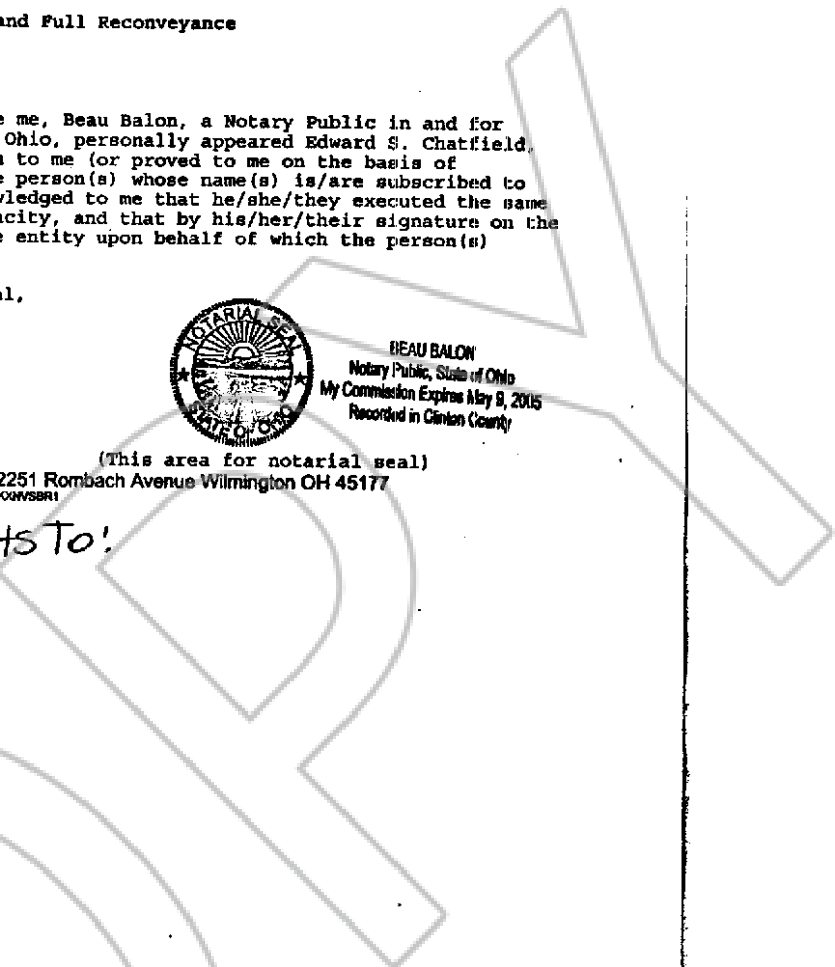 and Full Reconveyance
e me, Beau Balon, a Notary Public in and for
Ohio, personally appeared Edward S. Chatfield,
n to me (or proved to me on the basis of
e person(s) whose name(s) is/are subscribed to
wledged to me that he/she/they executed the same
acity, and that by his/her/their signature on the
e entity upon behalf of which the person(s)
al,
NOTARIAL SEAL
STATE OF OHIO
BEAU BALON
Notary Public, State of Ohio
My Commission Expires May 9, 2005
Recorded in Clinton County
(This area for notarial seal)
2251 Rombach Avenue Wilmington OH 45177
HS TO: